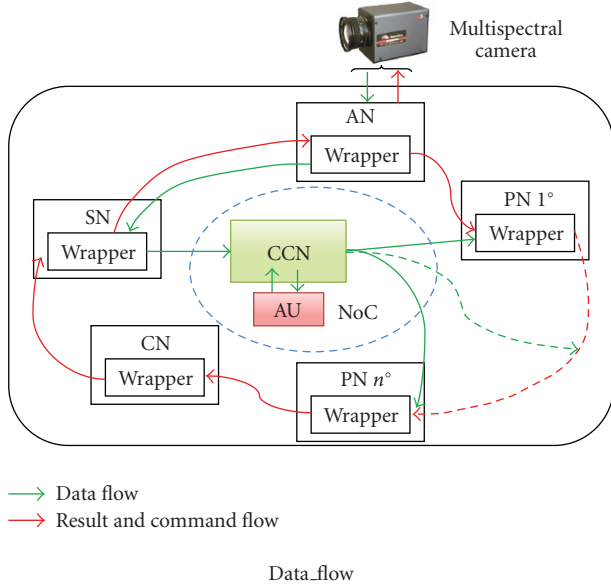 Multispectral
camera
AN
Wrapper
SN
Wrapper
PN 1°
Wrapper
CCN
AU
NoC
CN
Wrapper
PN n°
Wrapper
Data flow
Result and command flow
Data_flow